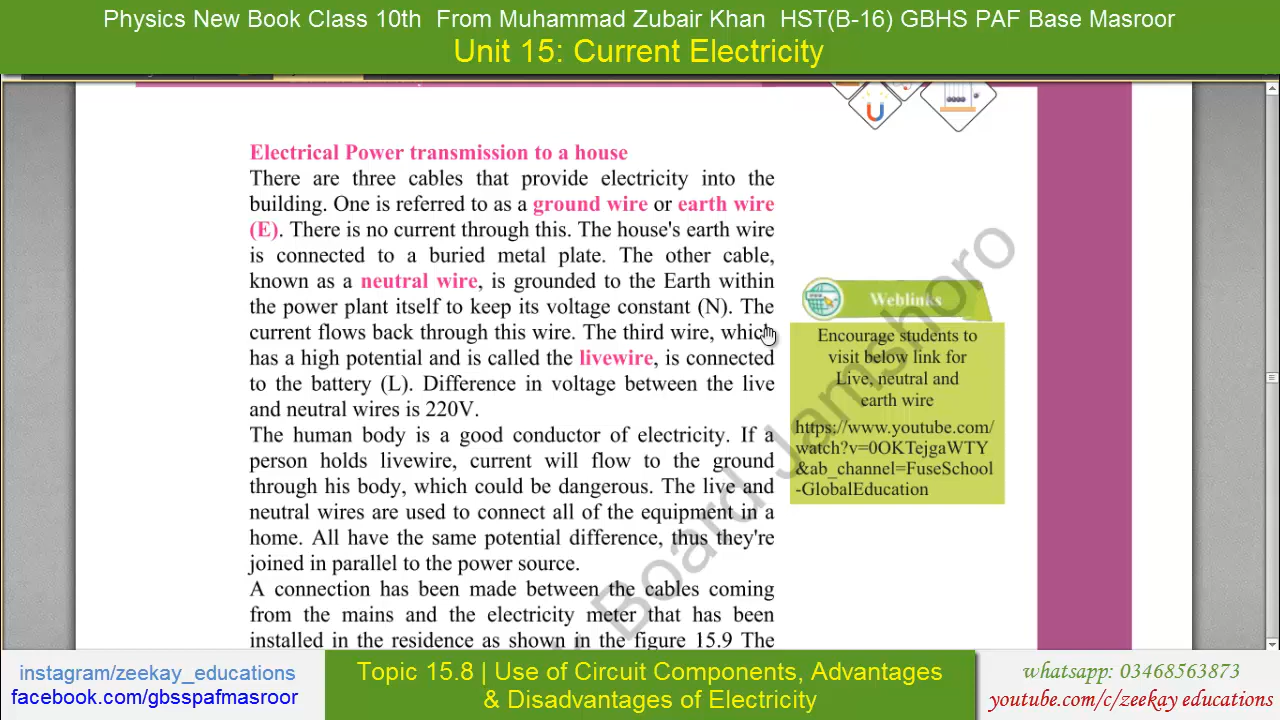 Physics New Book Class 10th From Muhammad Zubair Khan HST(B-16) GBHS PAF Base Masroor
Unit 15: Current Electricity
Electrical Power transmission to a house
There are three cables that provide electricity into the
building. One is referred to as a ground wire or earth wire
(E). There is no current through this. The house's earth wire
is connected to a buried metal plate. The other cable,
known as a neutral wire, is grounded to the Earth within
the power plant itself to keep its voltage constant (N). The
current flows back through this wire. The third wire, which
has a high potential and is called the livewire, is connected
to the battery (L). Difference in voltage between the live
and neutral wires is 220V.
The human body is a good conductor of electricity. If a
person holds livewire, current will flow to the ground
through his body, which could be dangerous. The live and
neutral wires are used to connect all of the equipment in a
home. All have the same potential difference, thus they're
joined in parallel to the power source.
A connection has been made between the cables coming
from the mains and the electricity meter that has been
installed in the residence as shown in the figure 15.9 The
Weblinks
Encourage students to
visit below link for
Live, neutral and
earth wire
https://www.youtube.com/
watch?v=0OKTejgaWTY
&ab_channel=FuseSchool
-GlobalEducation
Board Jamshoro
instagram/zeekay_educations
facebook.com/gbsspafmasroor
Topic 15.8 | Use of Circuit Components, Advantages
& Disadvantages of Electricity
whatsapp: 03468563873
youtube.com/c/zeekay educations